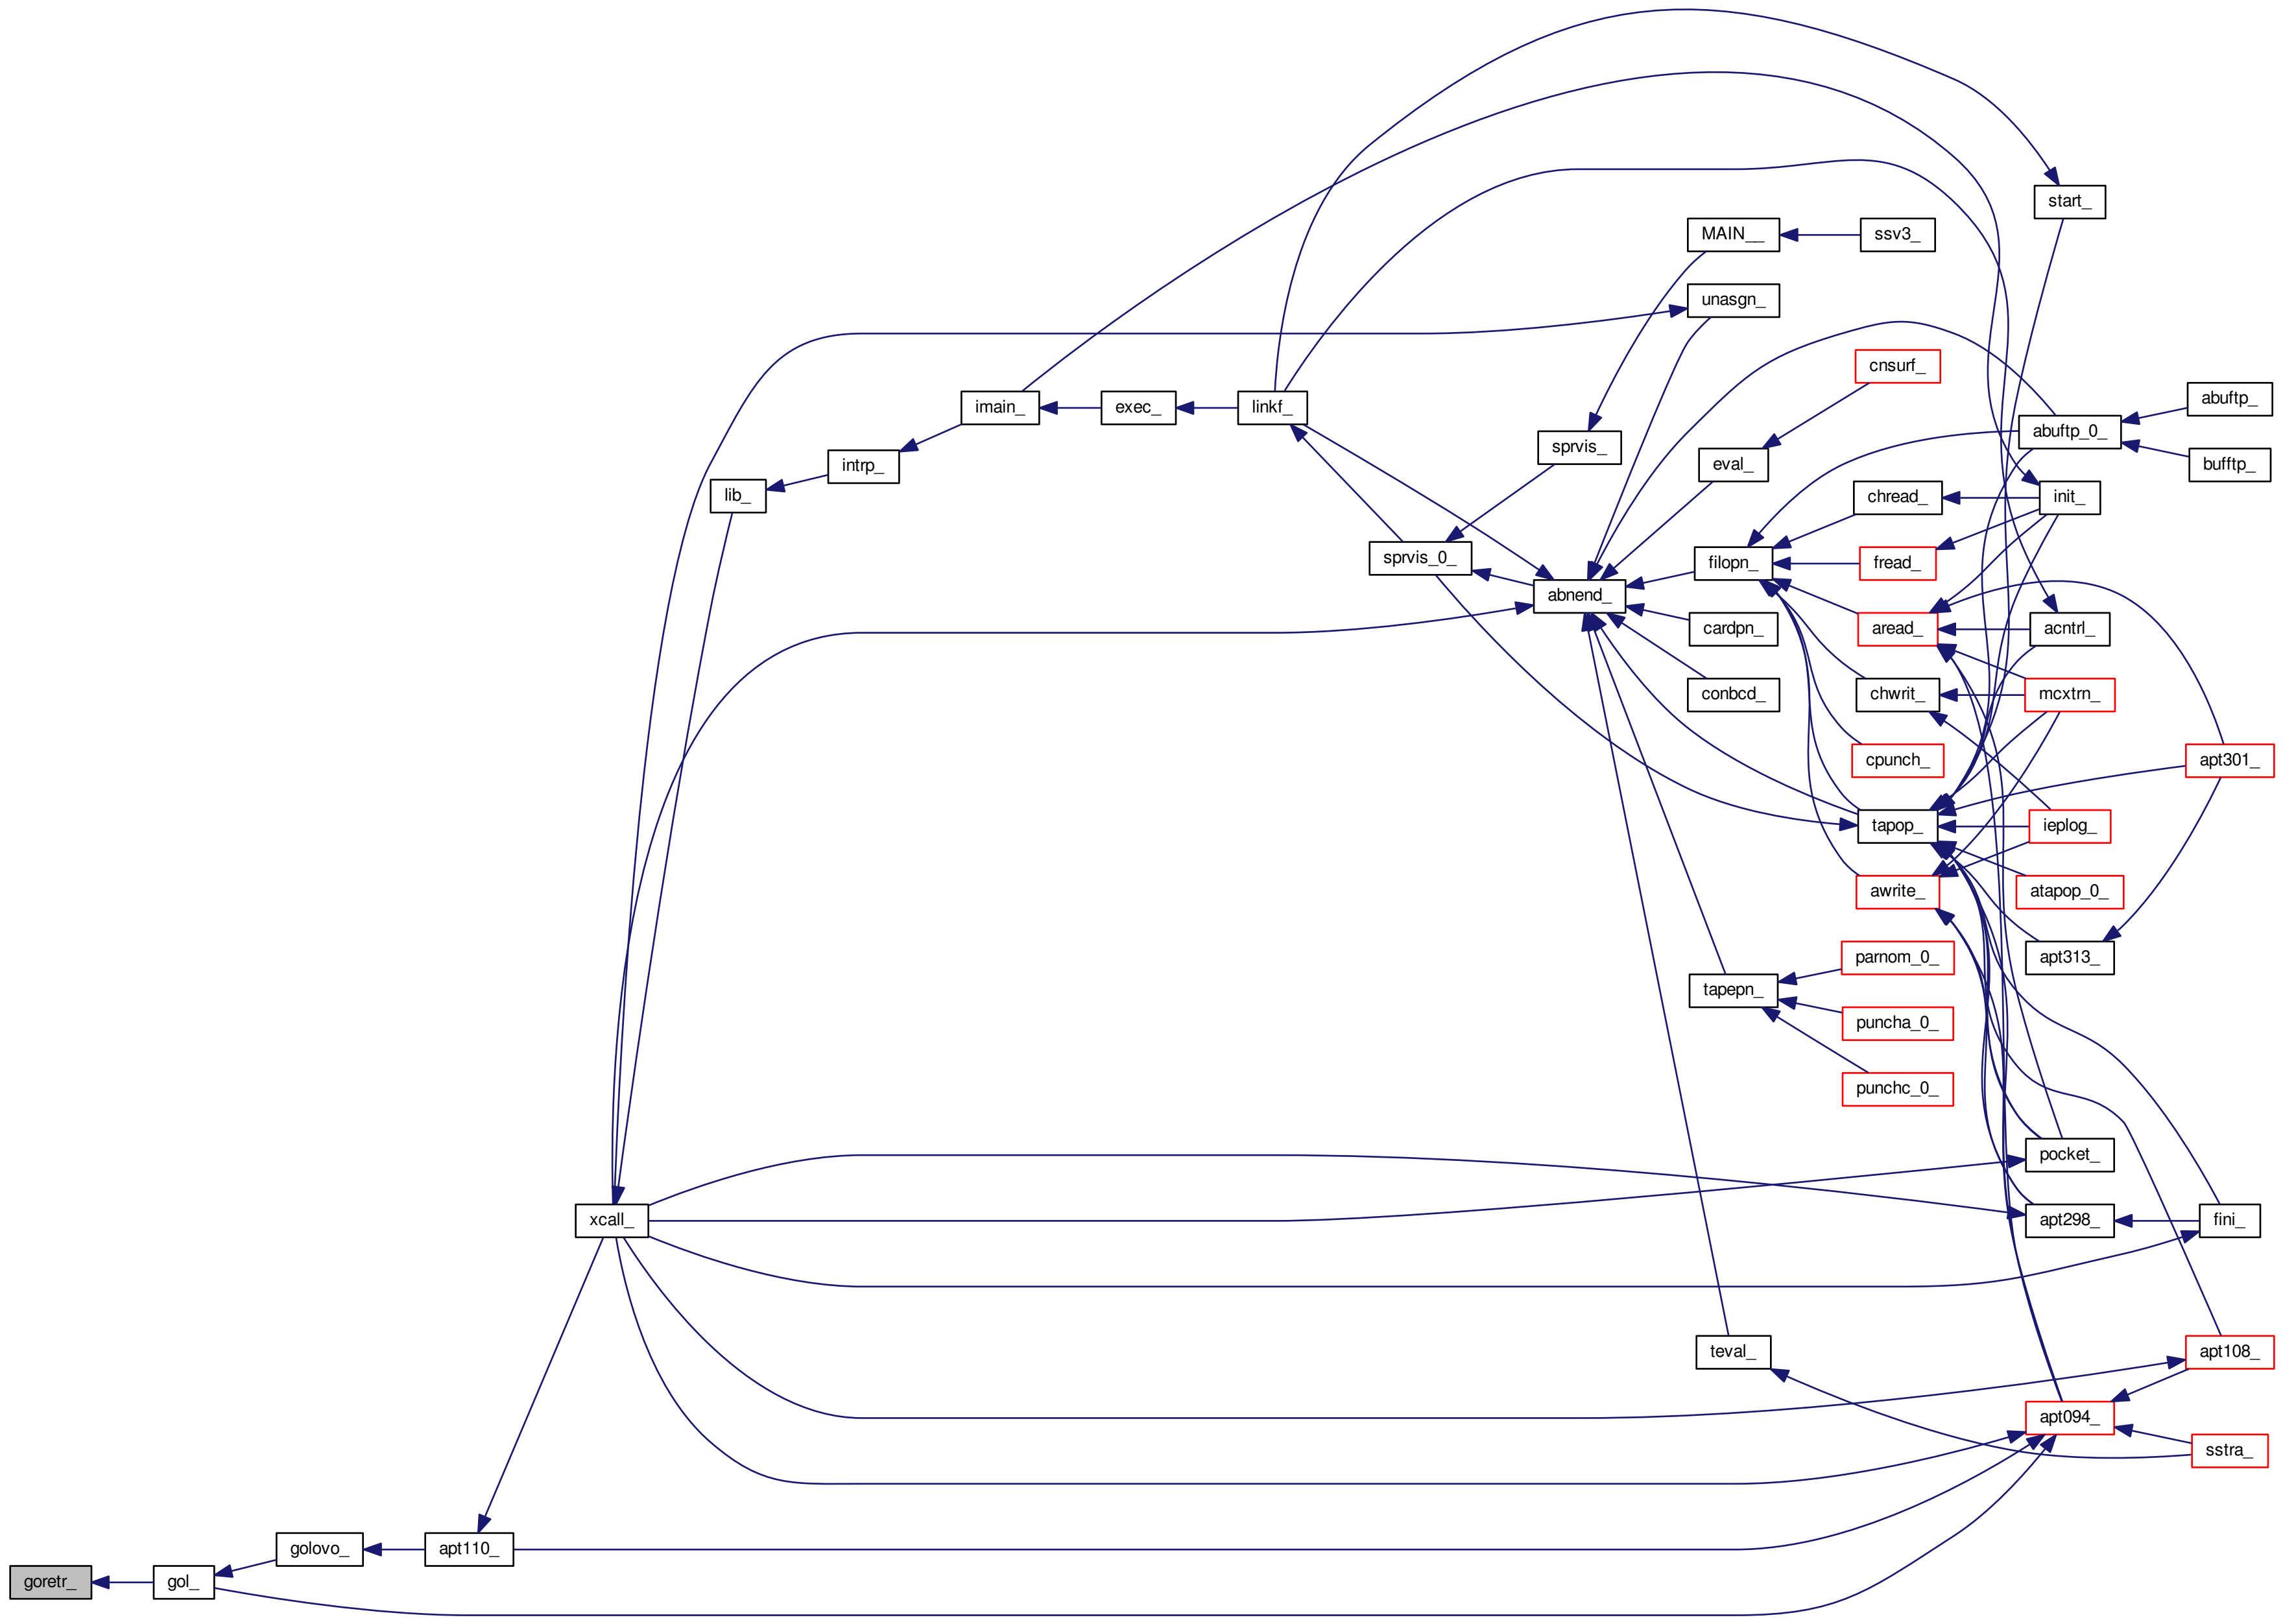 start_
MAIN__
ssv3_
unasgn_
cnsurf_
imain_
exec_
linkf_
abuftp_
abuftp_0_
sprvis_
eval_
intrp_
bufftp_
lib_
chread_
init_
sprvis_0_
filopn_
fread_
abnend_
cardpn_
aread_
acntrl_
conbcd_
chwrit_
mcxtrn_
cpunch_
apt301_
tapop_
ieplog_
awrite_
atapop_0_
parnom_0_
apt313_
tapepn_
puncha_0_
punchc_0_
pocket_
xcall_
apt298_
fini_
teval_
apt108_
apt094_
sstra_
golovo_
apt110_
goretr_
gol_